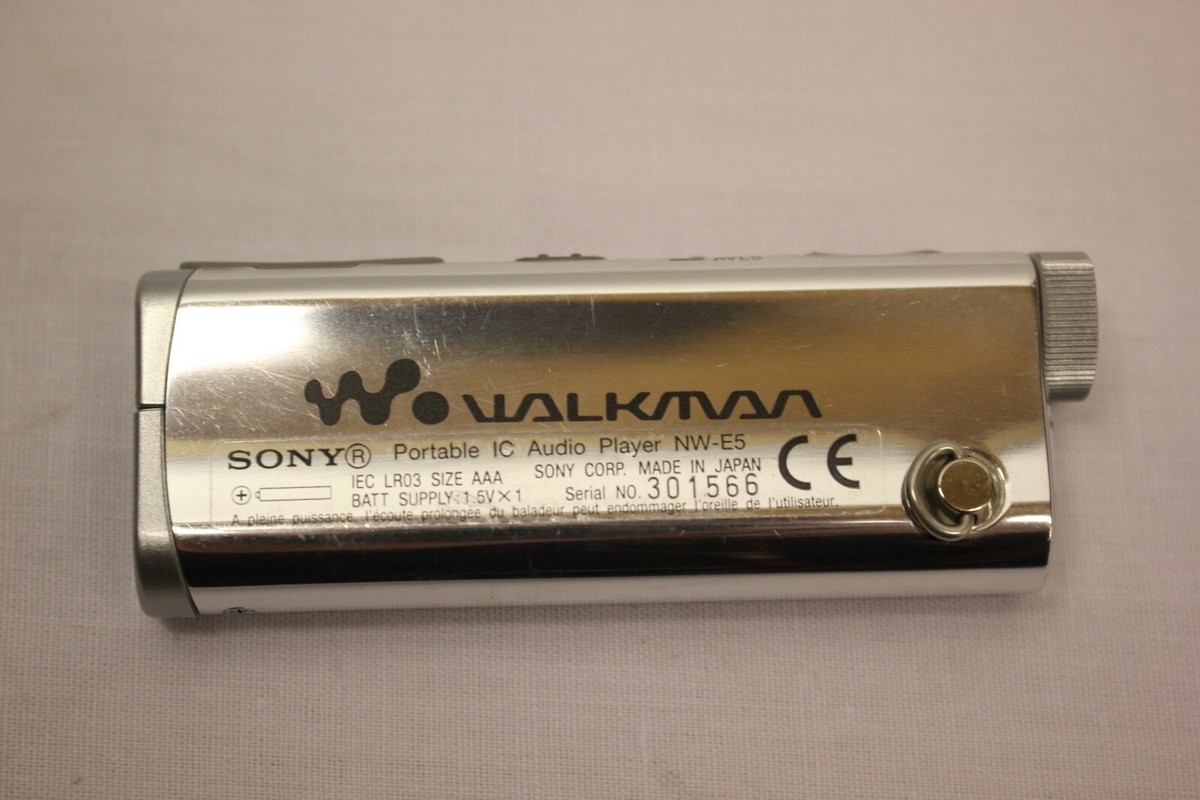 WALKMAN
SONY® Portable IC Audio Player NW-E5
IEC LR03 SIZE AAA SONY CORP. MADE IN JAPAN
BATT SUPPLY:1.5V×1 Serial NO. 301566
CE
A pleine puissance, l'écoute prolongée du baladeur peut endommager l'oreille de l'utilisateur.